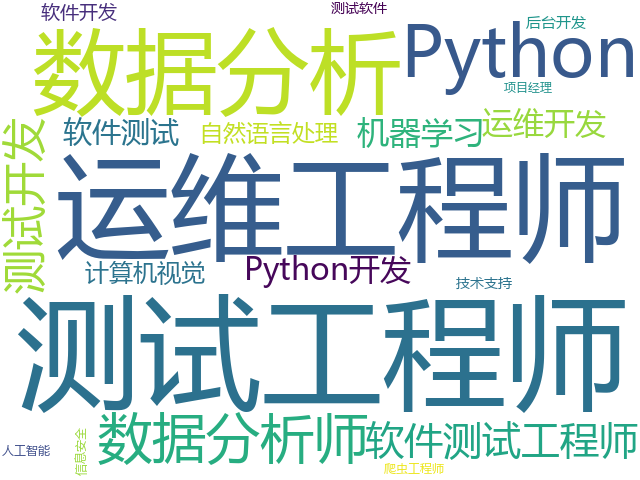 软件开发
测试软件
后台开发
数据分析
Python
项目经理
测试开发
软件测试
自然语言处理
机器学习
运维开发
运维工程师
计算机视觉
Python开发
技术支持
测试工程师
数据分析师
软件测试工程师
人工智能
信息安全
爬虫工程师